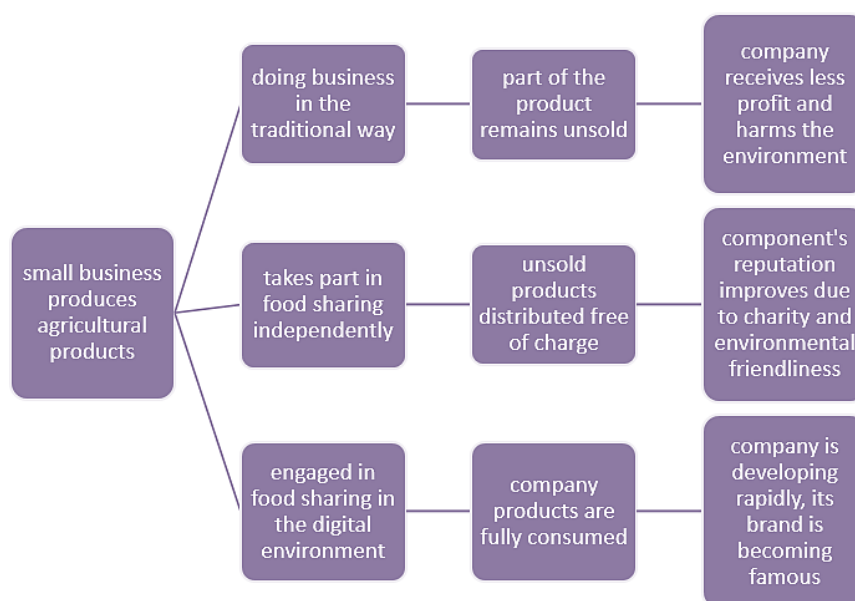 small business
produces
agricultural
products
doing business
in the
traditional way
part of the
product
remains unsold
company
receives less
profit and
harms the
environment
takes part in
food sharing
independently
unsold
products
distributed free
of charge
component's
reputation
improves due
to charity and
environmental
friendliness
engaged in
food sharing in
the digital
environment
company
products are
fully consumed
company is
developing
rapidly, its
brand is
becoming
famous